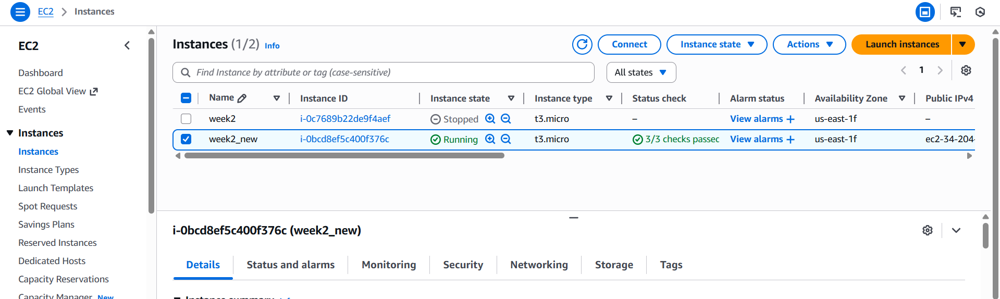 EC2 Instances
EC2
Dashboard
EC2 Global View
Events
Instances
Instances
Instance Types
Launch Templates
Spot Requests
Savings Plans
Reserved Instances
Dedicated Hosts
Capacity Reservations
Capacity Manager New
Instances (1/2) Info
Connect Instance state Actions Launch instances
Find Instance by attribute or tag (case-sensitive) All states 1
Name Instance ID Instance state Instance type Status check Alarm status Availability Zone Public IPv4
week2 i-0c7689b22de9f4aef Stopped t3.micro – View alarms + us-east-1f –
week2_new i-0bcd8ef5c400f376c Running t3.micro 3/3 checks passed View alarms + us-east-1f ec2-34-204-
i-0bcd8ef5c400f376c (week2_new)
Details Status and alarms Monitoring Security Networking Storage Tags
Instance summary Info